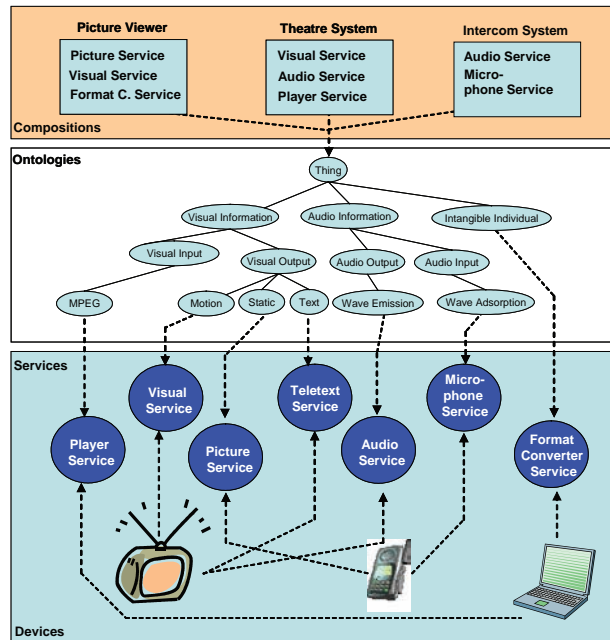 Picture Viewer
Theatre System
Intercom System
Picture Service
Visual Service
Format C. Service
Visual Service
Audio Service
Player Service
Audio Service
Micro-
phone Service
Compositions
Ontologies
Thing
Visual Information
Audio Information
Intangible Individual
Visual Input
Visual Output
Audio Output
Audio Input
MPEG
Motion
Static
Text
Wave Emission
Wave Adsorption
Services
Visual
Service
Teletext
Service
Micro-
phone
Service
Player
Service
Picture
Service
Audio
Service
Format
Converter
Service
Devices